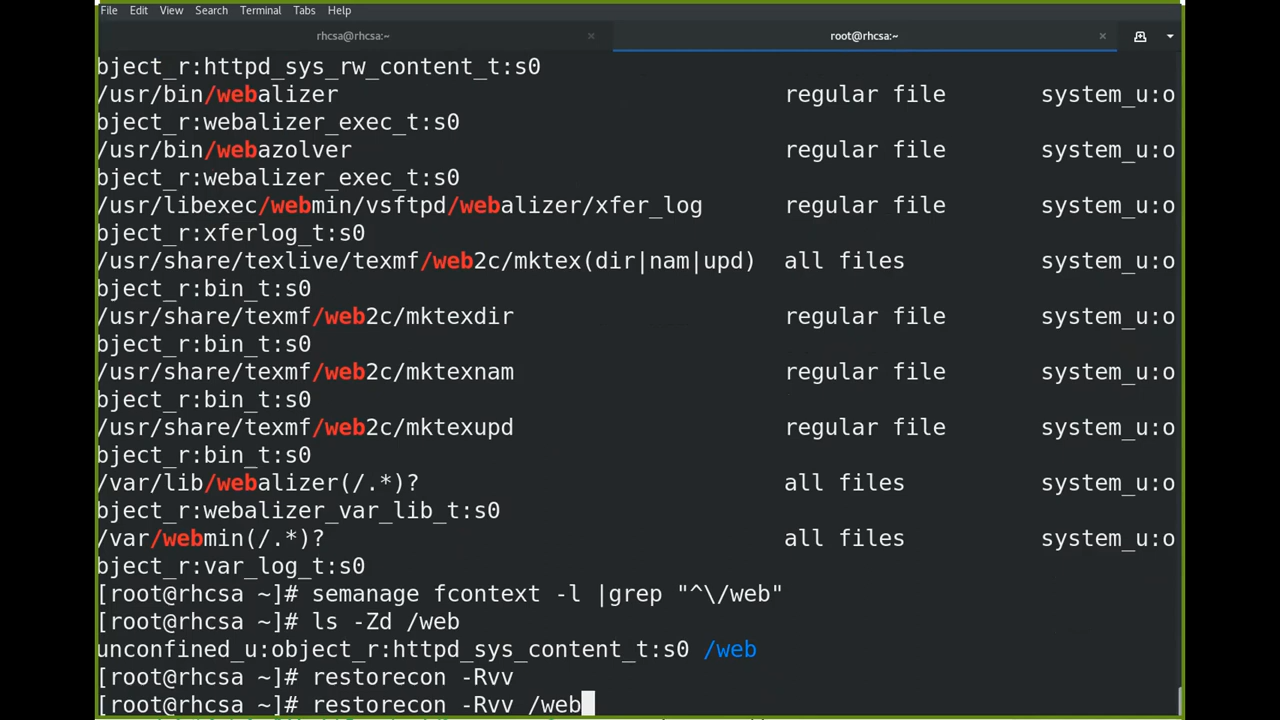 File Edit View Search Terminal Tabs Help
rhcsa@rhcsa:~ × root@rhcsa:~ ×
bject_r:httpd_sys_rw_content_t:s0
/usr/bin/webalizer regular file system_u:o
bject_r:webalizer_exec_t:s0
/usr/bin/webazolver regular file system_u:o
bject_r:webalizer_exec_t:s0
/usr/libexec/webmin/vsftpd/webalizer/xfer_log regular file system_u:o
bject_r:xferlog_t:s0
/usr/share/texlive/texmf/web2c/mktex(dir|nam|upd) all files system_u:o
bject_r:bin_t:s0
/usr/share/texmf/web2c/mktexdir regular file system_u:o
bject_r:bin_t:s0
/usr/share/texmf/web2c/mktexnam regular file system_u:o
bject_r:bin_t:s0
/usr/share/texmf/web2c/mktexupd regular file system_u:o
bject_r:bin_t:s0
/var/lib/webalizer(/.*)? all files system_u:o
bject_r:webalizer_var_lib_t:s0
/var/webmin(/.*)? all files system_u:o
bject_r:var_log_t:s0
[root@rhcsa ~]# semanage fcontext -l |grep "^\/web"
[root@rhcsa ~]# ls -Zd /web
unconfined_u:object_r:httpd_sys_content_t:s0 /web
[root@rhcsa ~]# restorecon -Rvv
[root@rhcsa ~]# restorecon -Rvv /web